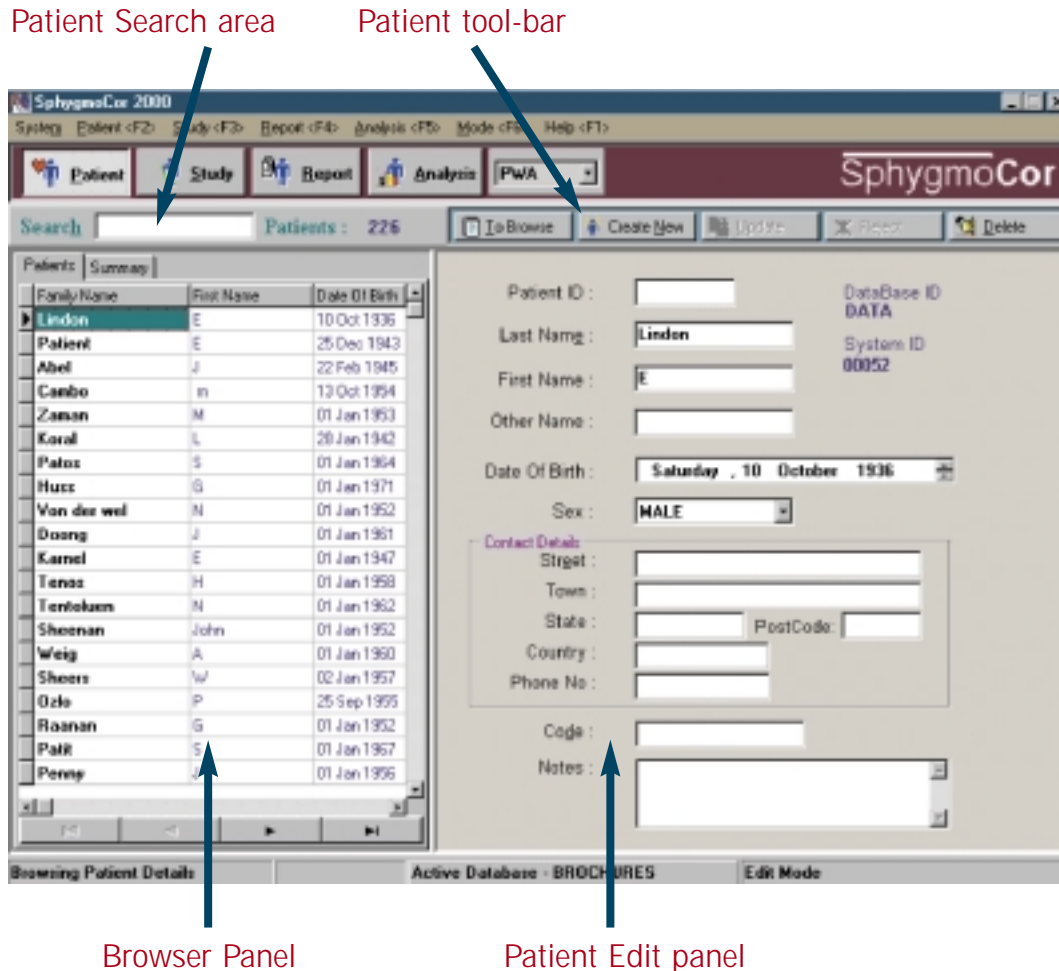 Patient Search area Patient tool-bar
SphygmoCor 2000
System Patient <F2> Study <F3> Report <F4> Analysis <F5> Mode <F6> Help <F1>
Patient Study Report Analysis PWA SphygmoCor
Search Patients : 226 To Browse Create New Update Reject Delete
Patients Summary
Family Name First Name Date Of Birth
Lindon E 10 Oct 1936
Patient E 25 Dec 1943
Abel J 22 Feb 1945
Cambo m 13 Oct 1954
Zaman M 01 Jan 1953
Koral L 28 Jan 1942
Patos S 01 Jan 1964
Huss G 01 Jan 1971
Van der wel N 01 Jan 1952
Doong J 01 Jan 1961
Kamel E 01 Jan 1947
Tenos H 01 Jan 1958
Tentoluen N 01 Jan 1962
Sheenan John 01 Jan 1952
Weig A 01 Jan 1960
Sheers W 02 Jan 1957
Ozlo P 25 Sep 1955
Raanan G 01 Jan 1952
Patit S 01 Jan 1967
Penny J 01 Jan 1956
Patient ID :
DataBase ID
DATA
Last Name : Lindon
System ID
00052
First Name : E
Other Name :
Date Of Birth : Saturday , 10 October 1936
Sex : MALE
Contact Details
Street :
Town :
State : PostCode:
Country :
Phone No :
Code :
Notes :
Browsing Patient Details Active Database - BROCHURES Edit Mode
Browser Panel Patient Edit panel